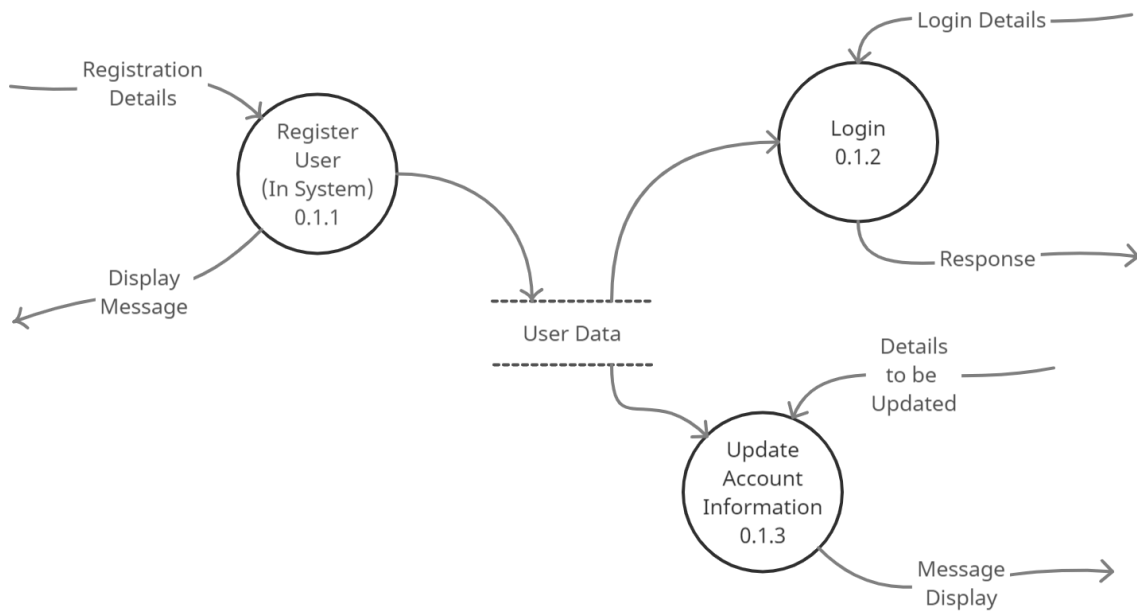 Registration
Details
Register
User
(In System)
0.1.1
Display
Message
User Data
Login Details
Login
0.1.2
Response
Details
to be
Updated
Update
Account
Information
0.1.3
Message
Display